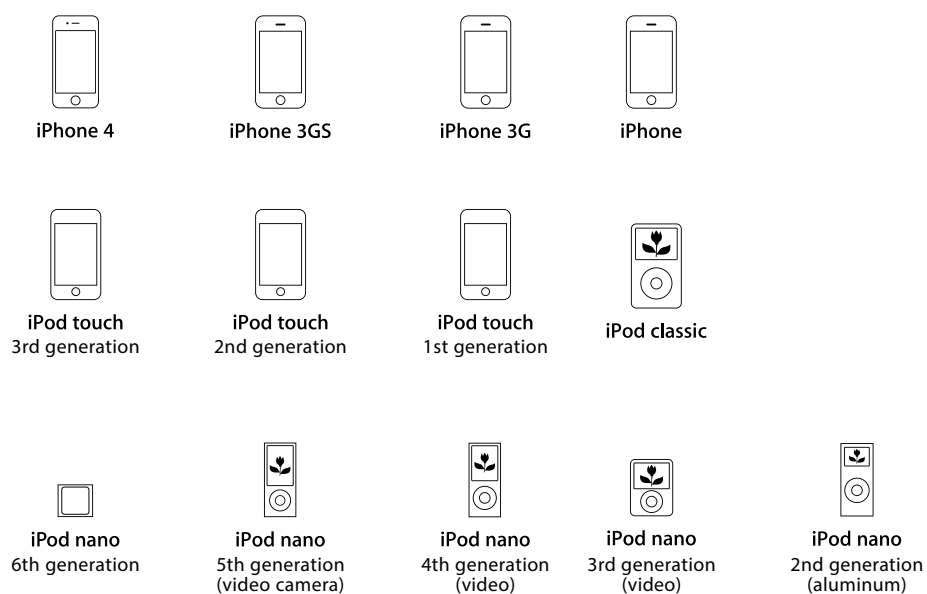 iPhone 4
iPhone 3GS
iPhone 3G
iPhone
iPod touch
3rd generation
iPod touch
2nd generation
iPod touch
1st generation
iPod classic
iPod nano
6th generation
iPod nano
5th generation
(video camera)
iPod nano
4th generation
(video)
iPod nano
3rd generation
(video)
iPod nano
2nd generation
(aluminum)